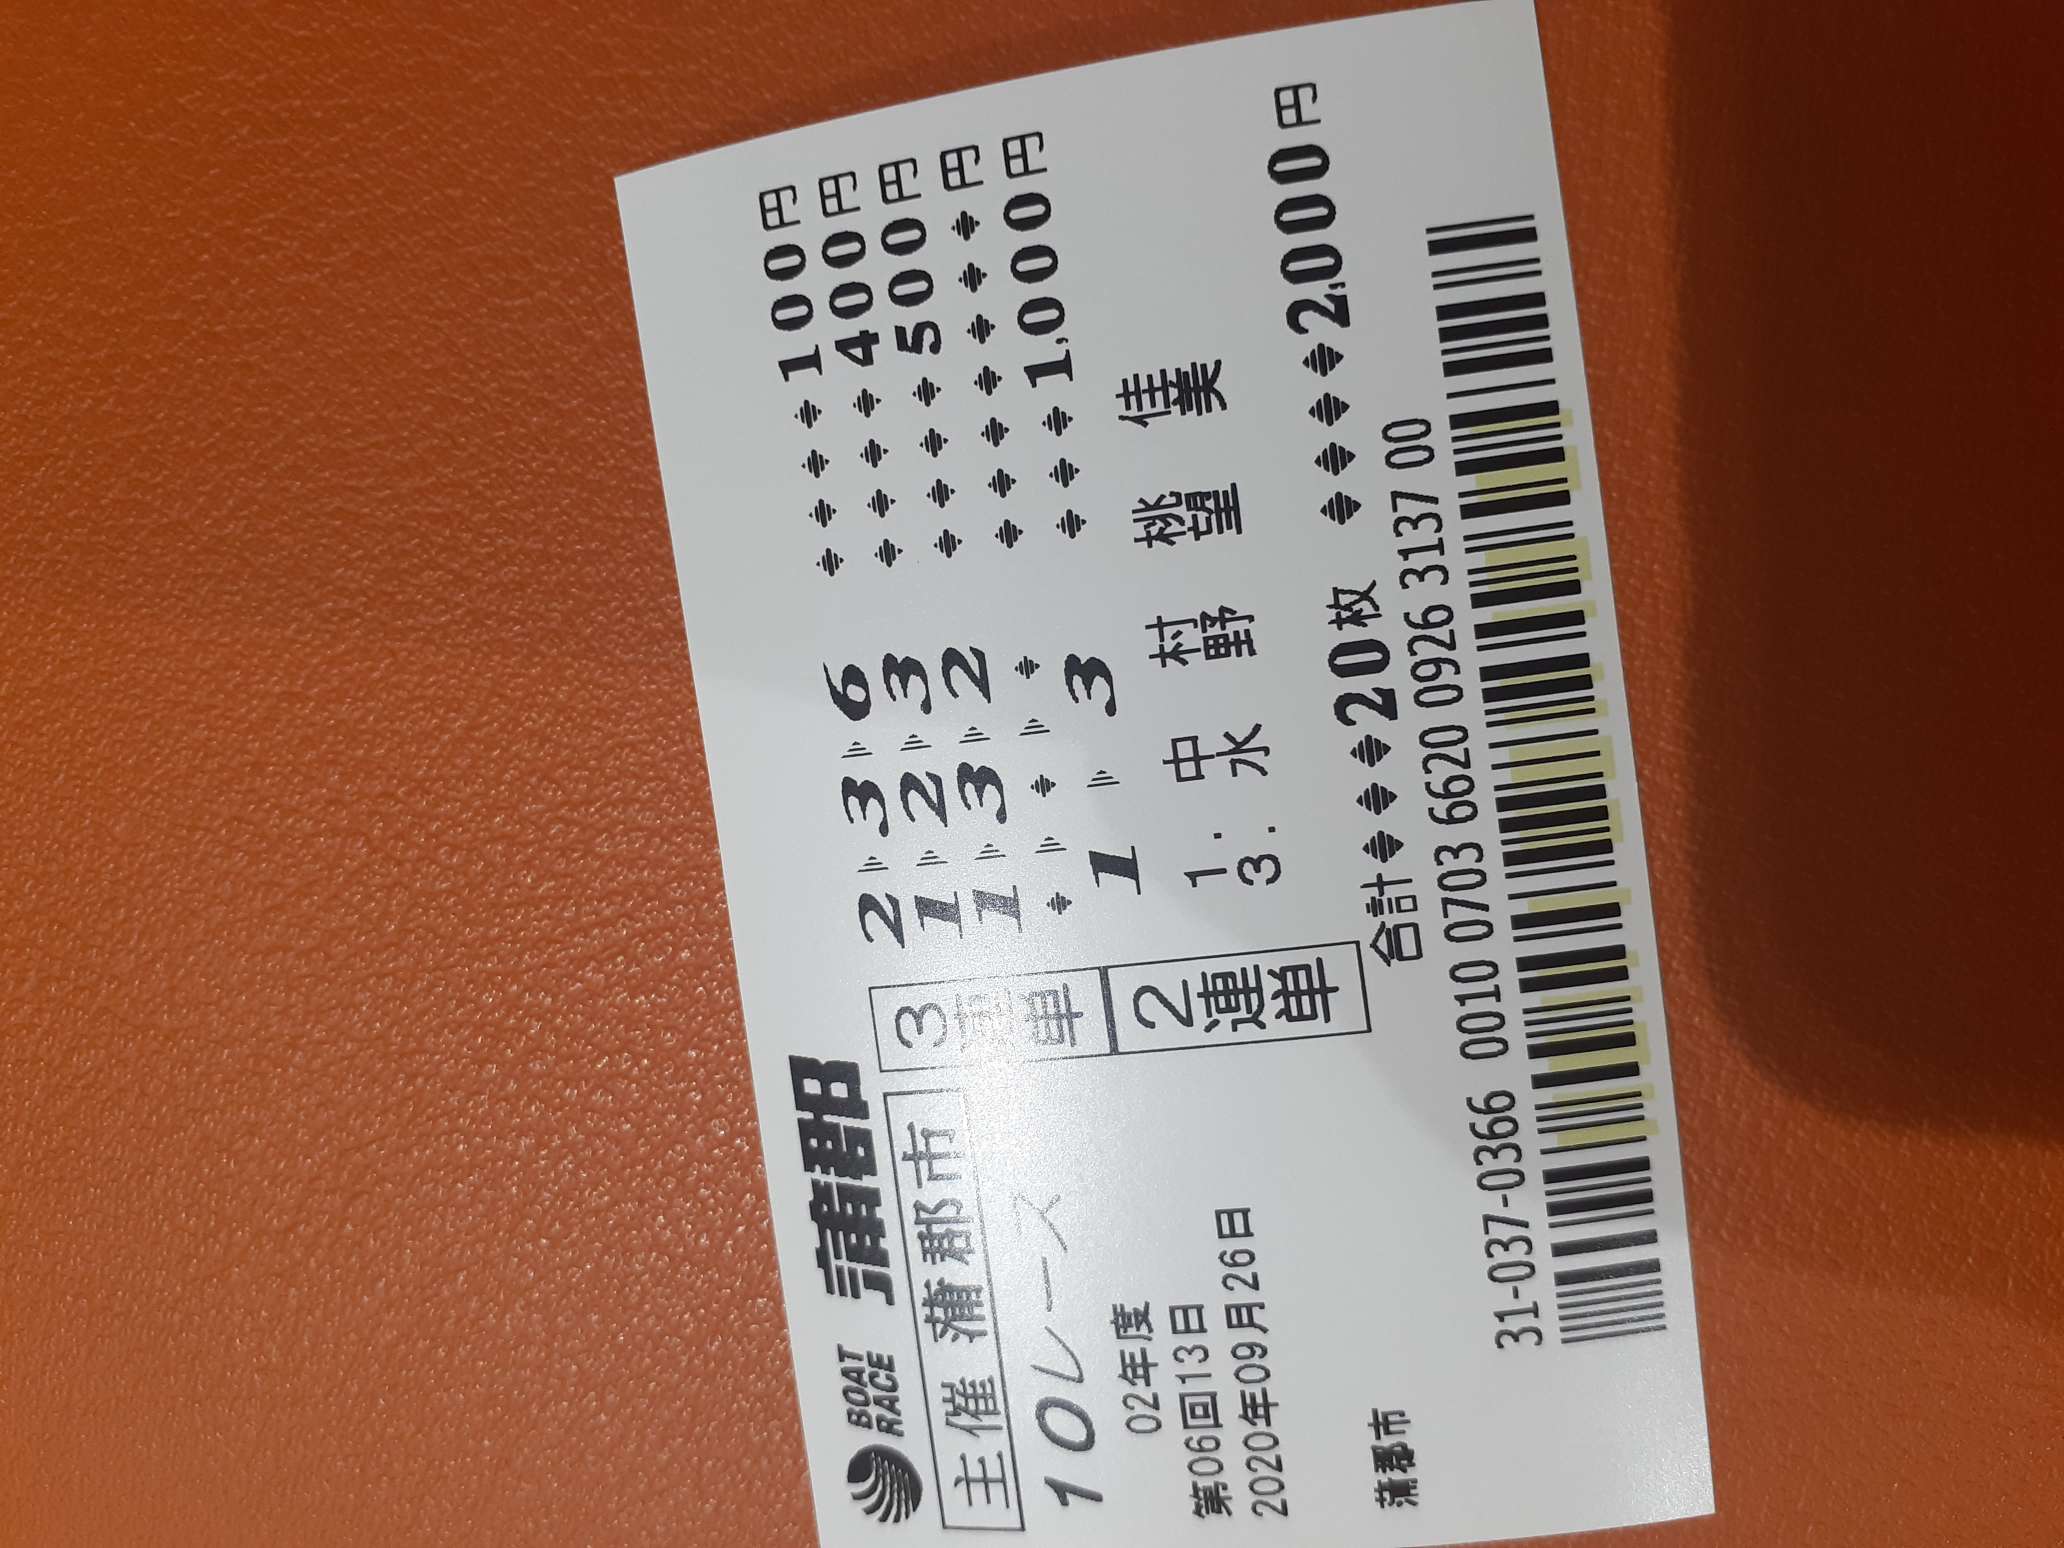 BOAT RACE 蒲郡
主催 蒲郡市
10レース
02年度
第06回13日
2020年09月26日
蒲郡市
3連単
2 3 6 100円
1 2 3 400円
1 3 2 500円
円
2連単
1 3 1,000円
1: 中村 桃佳
3: 水野 望美
合計 20枚 2,000円
31-037-0366 0010 0703 6620 0926 3137 00